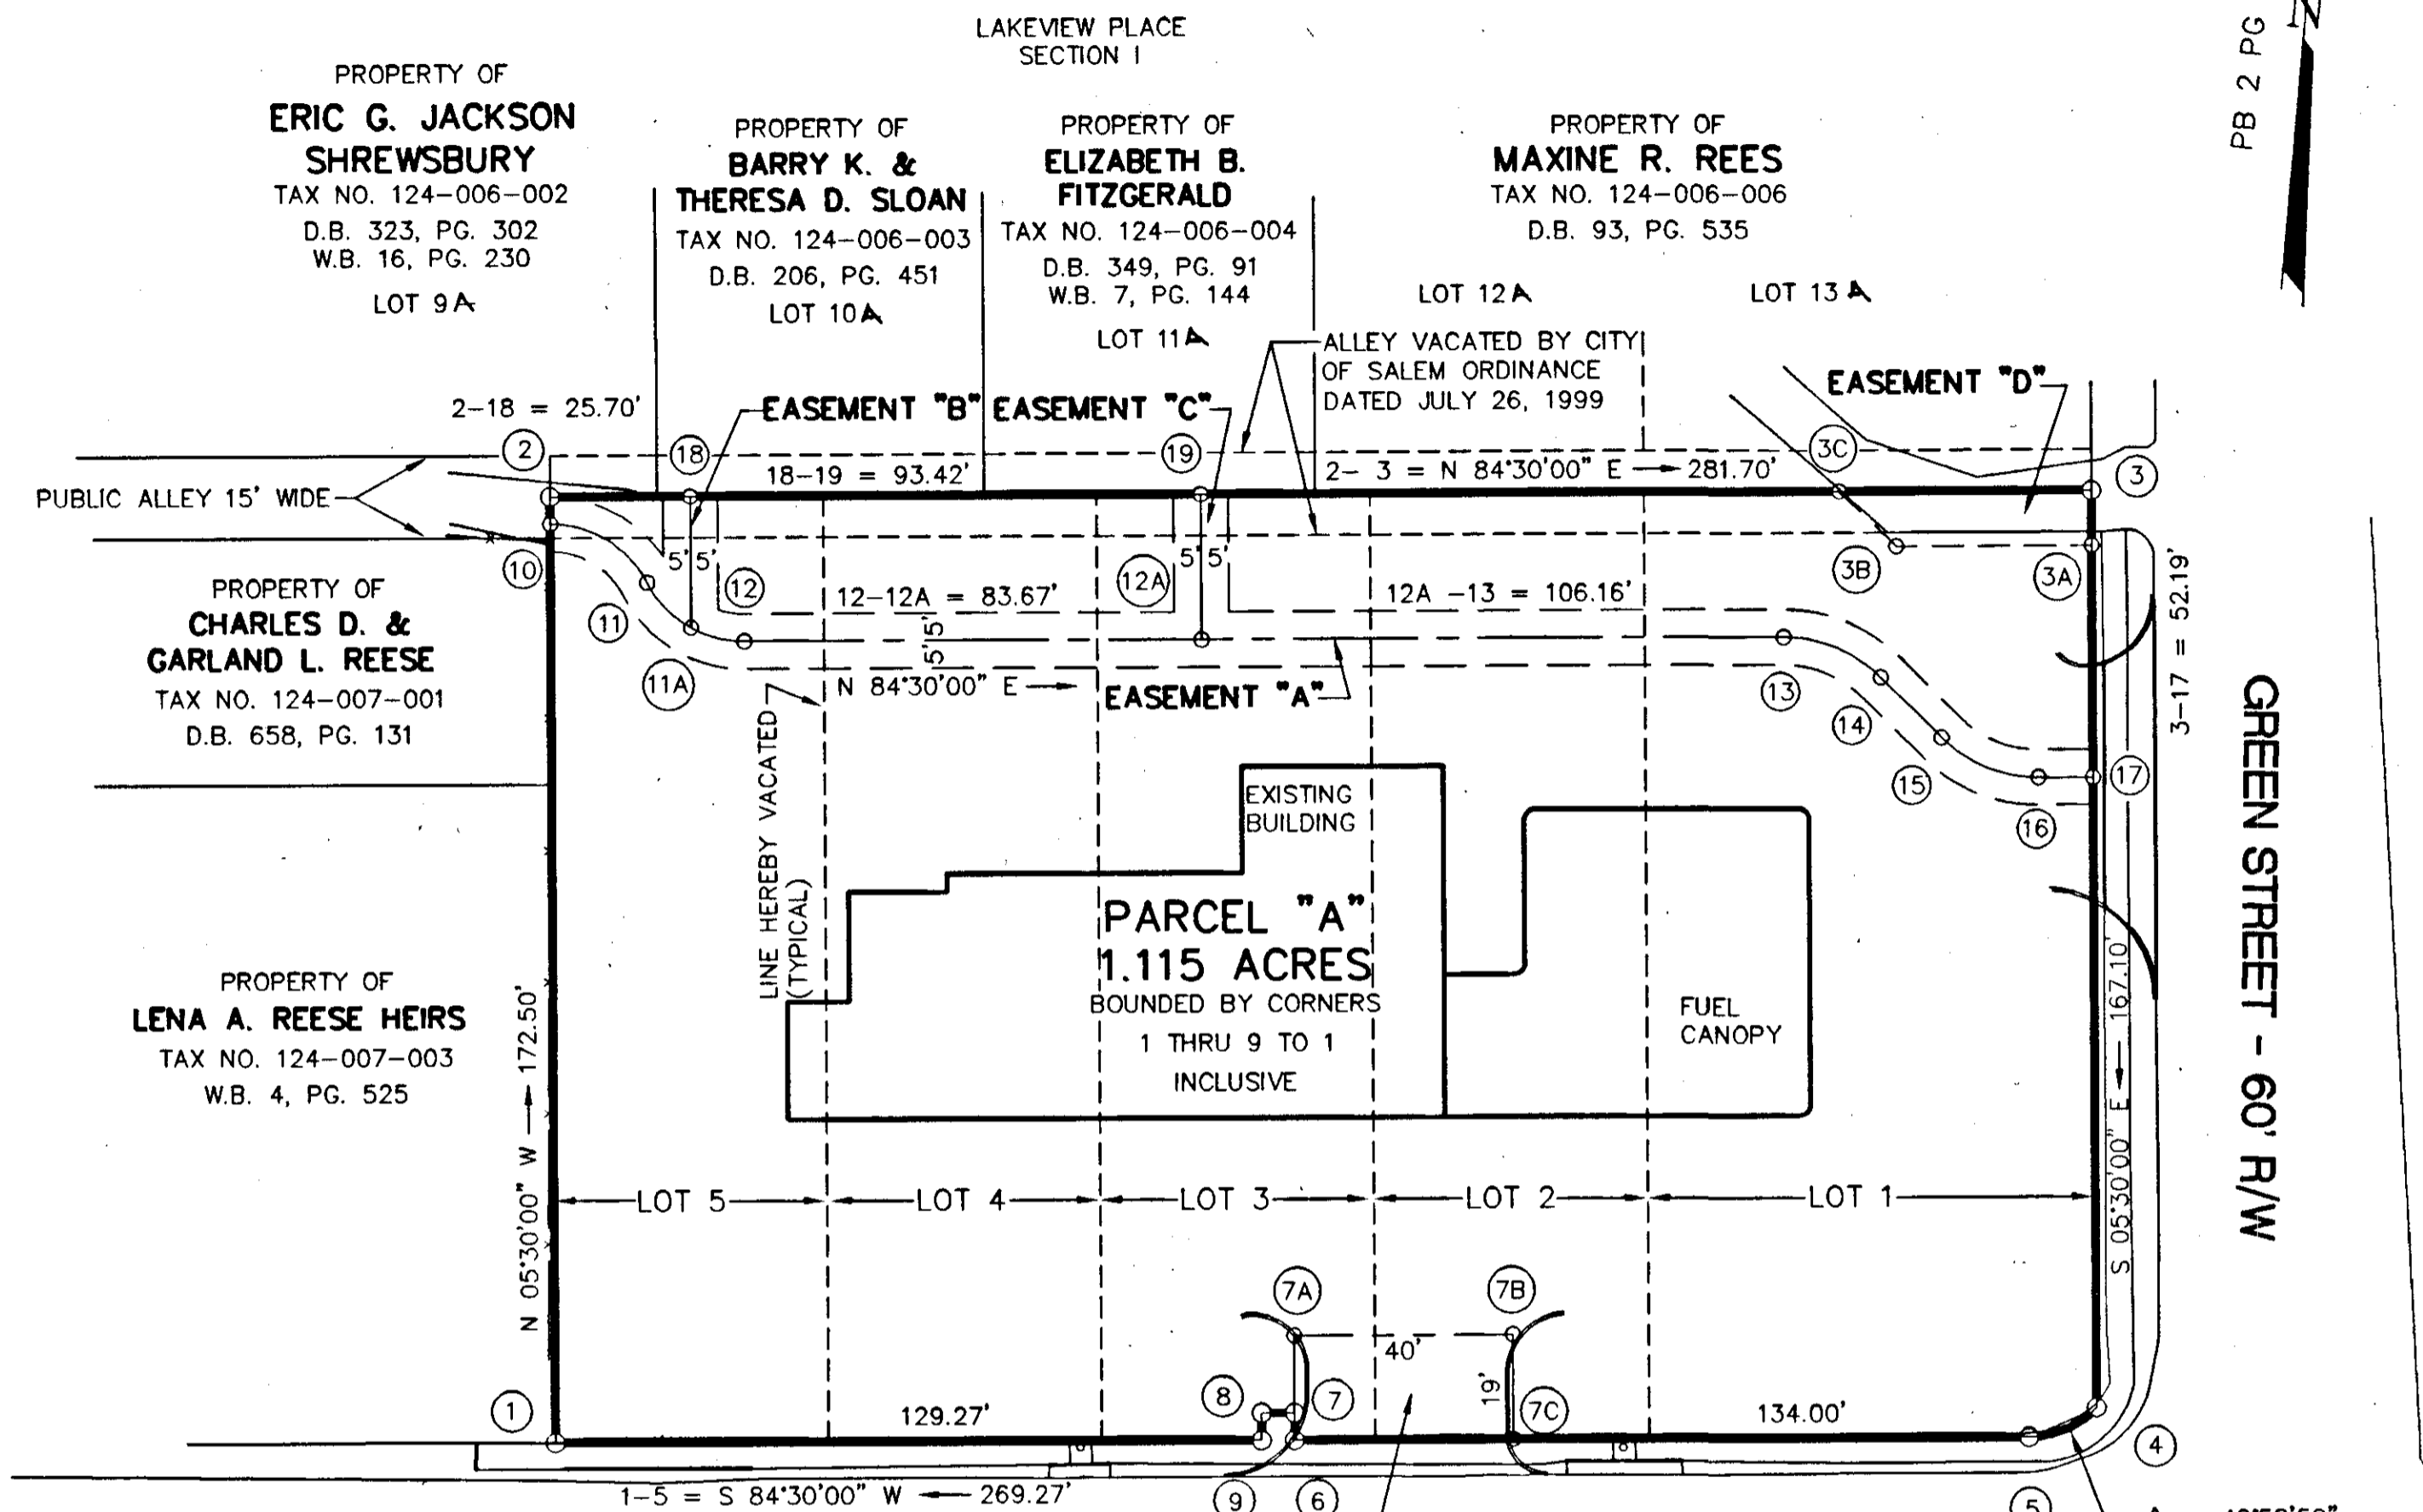 LAKEVIEW PLACE
SECTION I
PB 2 PG
N
PROPERTY OF
ERIC G. JACKSON
SHREWSBURY
TAX NO. 124-006-002
D.B. 323, PG. 302
W.B. 16, PG. 230
LOT 9A
PROPERTY OF
BARRY K. &
THERESA D. SLOAN
TAX NO. 124-006-003
D.B. 206, PG. 451
LOT 10A
PROPERTY OF
ELIZABETH B.
FITZGERALD
TAX NO. 124-006-004
D.B. 349, PG. 91
W.B. 7, PG. 144
LOT 11A
PROPERTY OF
MAXINE R. REES
TAX NO. 124-006-006
D.B. 93, PG. 535
LOT 12A
LOT 13A
ALLEY VACATED BY CITY
OF SALEM ORDINANCE
DATED JULY 26, 1999
EASEMENT "D"
2-18 = 25.70'
EASEMENT "B"
EASEMENT "C"
2
18
19
3C
3
18-19 = 93.42'
2- 3 = N 84°30'00" E 281.70'
PUBLIC ALLEY 15' WIDE
10
11
11A
5' 5'
12
12-12A = 83.67'
12A
5' 5'
12A -13 = 106.16'
3B
3A
5' 5'
N 84°30'00" E
EASEMENT "A"
13
14
15
16
17
3-17 = 52.19'
PROPERTY OF
CHARLES D. &
GARLAND L. REESE
TAX NO. 124-007-001
D.B. 658, PG. 131
LINE HEREBY VACATED
(TYPICAL)
EXISTING
BUILDING
PARCEL "A"
1.115 ACRES
BOUNDED BY CORNERS
1 THRU 9 TO 1
INCLUSIVE
FUEL
CANOPY
GREEN STREET - 60' R/W
S 05°30'00" E 167.10'
PROPERTY OF
LENA A. REESE HEIRS
TAX NO. 124-007-003
W.B. 4, PG. 525
N 05°30'00" W 172.50'
LOT 5
LOT 4
LOT 3
LOT 2
LOT 1
7A
7B
40'
19'
1
129.27'
8
7
7C
134.00'
4
1-5 = S 84°30'00" W 269.27'
9
6
5